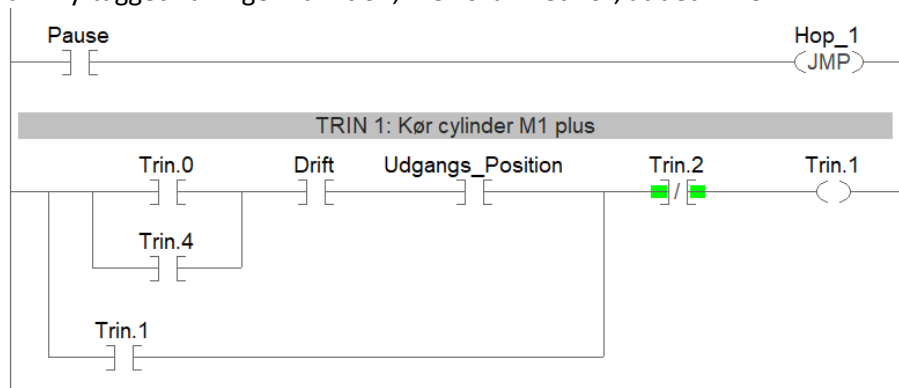 Pause Hop_1
JMP
TRIN 1: Kør cylinder M1 plus
Trin.0 Drift Udgangs_Position Trin.2 Trin.1
/
Trin.4
Trin.1